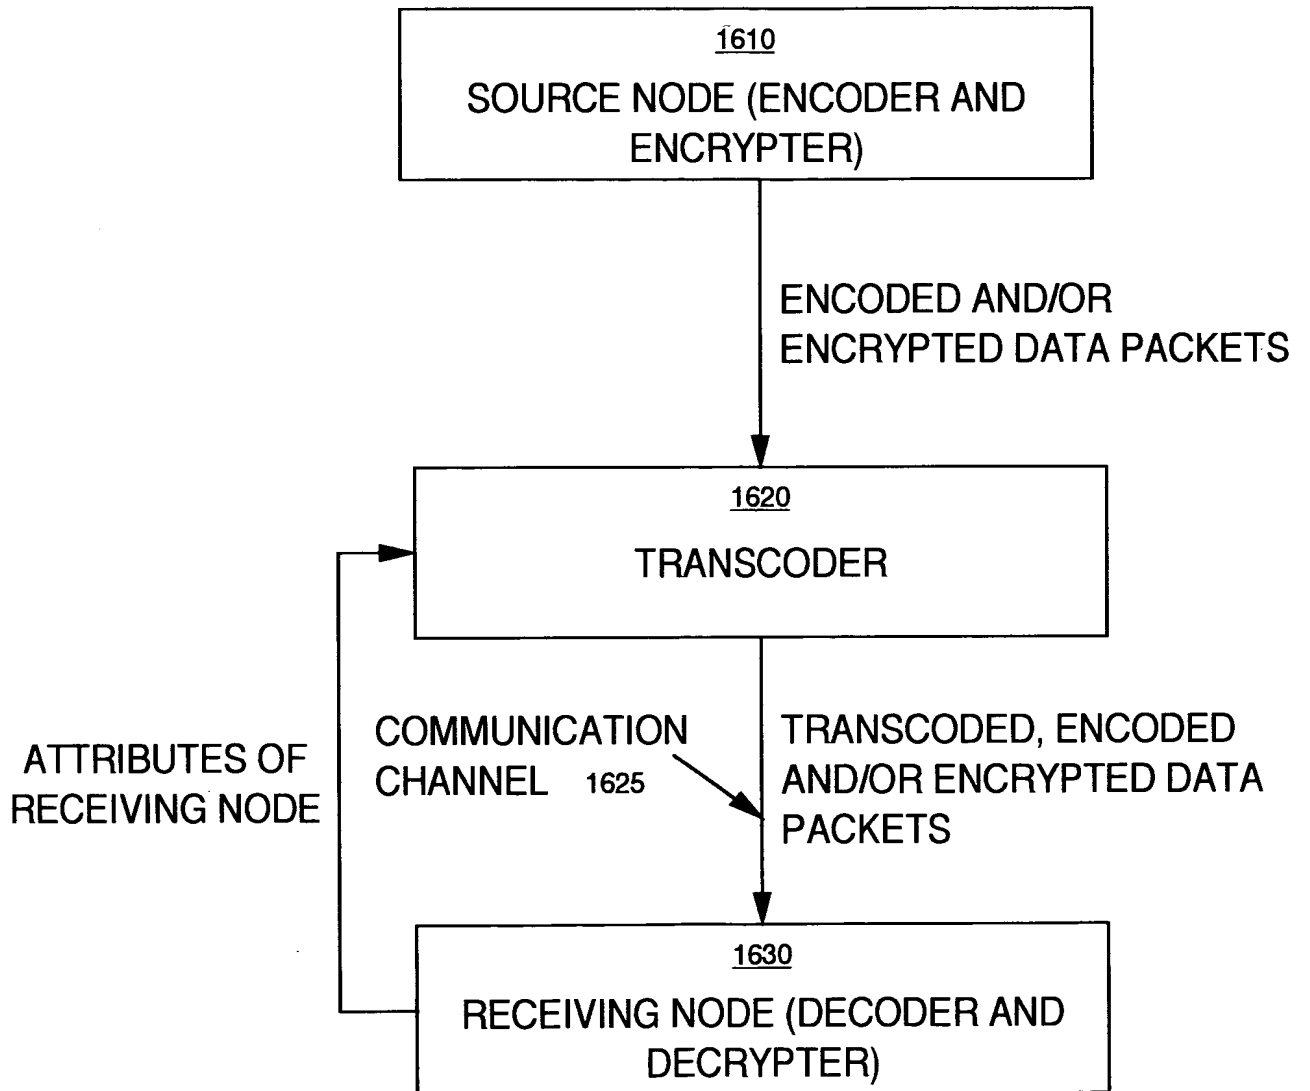 1610
SOURCE NODE (ENCODER AND
ENCRYPTER)
ENCODED AND/OR
ENCRYPTED DATA PACKETS
1620
TRANSCODER
COMMUNICATION
CHANNEL 1625
TRANSCODED, ENCODED
AND/OR ENCRYPTED DATA
PACKETS
ATTRIBUTES OF
RECEIVING NODE
1630
RECEIVING NODE (DECODER AND
DECRYPTER)